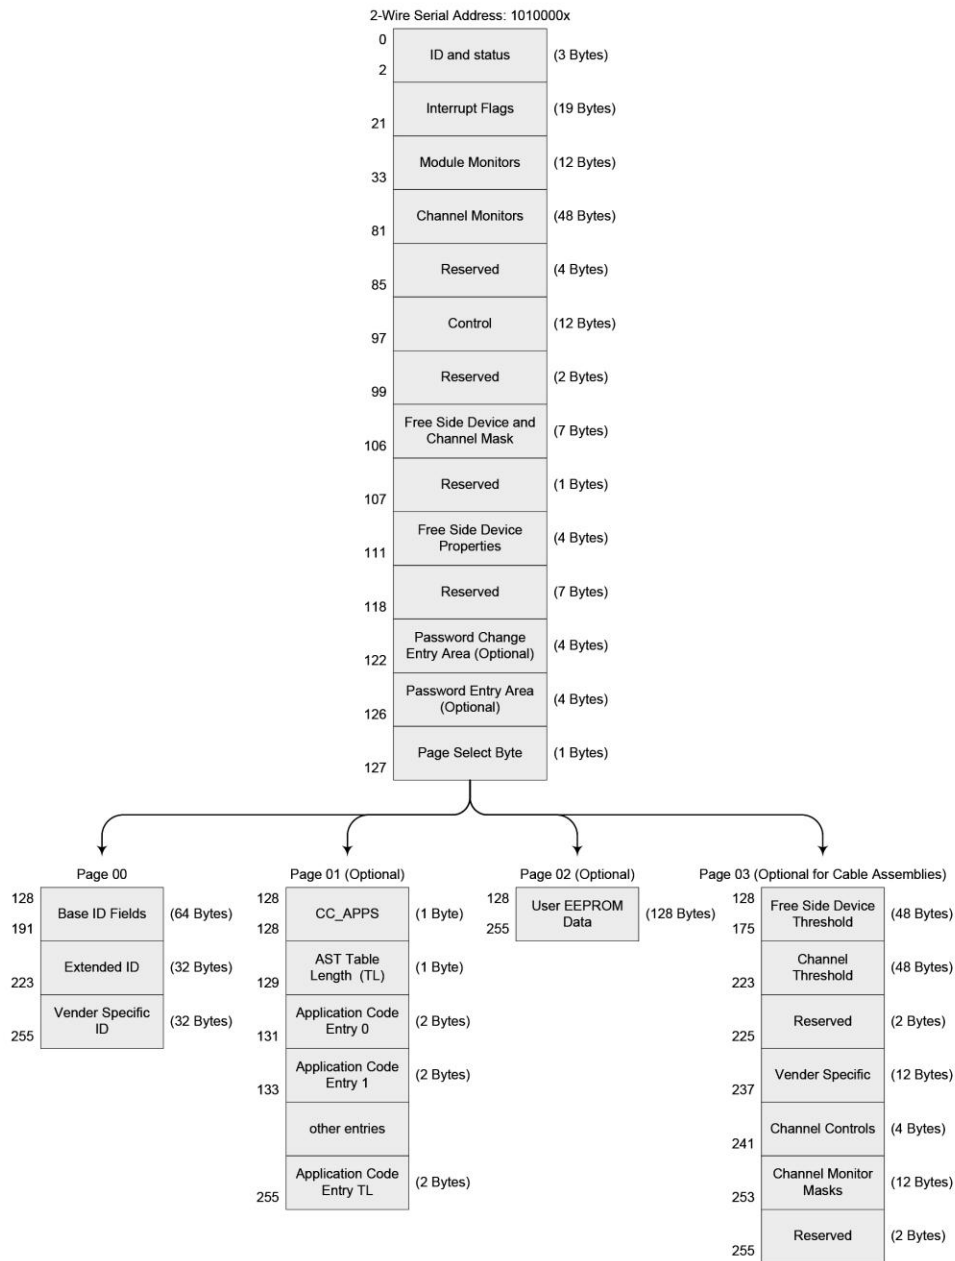 2-Wire Serial Address: 1010000x
0
ID and status
(3 Bytes)
2
Interrupt Flags
(19 Bytes)
21
Module Monitors
(12 Bytes)
33
Channel Monitors
(48 Bytes)
81
Reserved
(4 Bytes)
85
Control
(12 Bytes)
97
Reserved
(2 Bytes)
99
Free Side Device and
Channel Mask
(7 Bytes)
106
Reserved
(1 Bytes)
107
Free Side Device
Properties
(4 Bytes)
111
Reserved
(7 Bytes)
118
Password Change
Entry Area (Optional)
(4 Bytes)
122
Password Entry Area
(Optional)
(4 Bytes)
126
Page Select Byte
(1 Bytes)
127
Page 00
128
Base ID Fields
(64 Bytes)
191
Extended ID
(32 Bytes)
223
Vender Specific
ID
(32 Bytes)
255
Page 01 (Optional)
128
CC_APPS
(1 Byte)
128
AST Table
Length (TL)
(1 Byte)
129
Application Code
Entry 0
(2 Bytes)
131
Application Code
Entry 1
(2 Bytes)
133
other entries
Application Code
Entry TL
(2 Bytes)
255
Page 02 (Optional)
128
User EEPROM
Data
(128 Bytes)
255
Page 03 (Optional for Cable Assemblies)
128
Free Side Device
Threshold
(48 Bytes)
175
Channel
Threshold
(48 Bytes)
223
Reserved
(2 Bytes)
225
Vender Specific
(12 Bytes)
237
Channel Controls
(4 Bytes)
241
Channel Monitor
Masks
(12 Bytes)
253
Reserved
(2 Bytes)
255